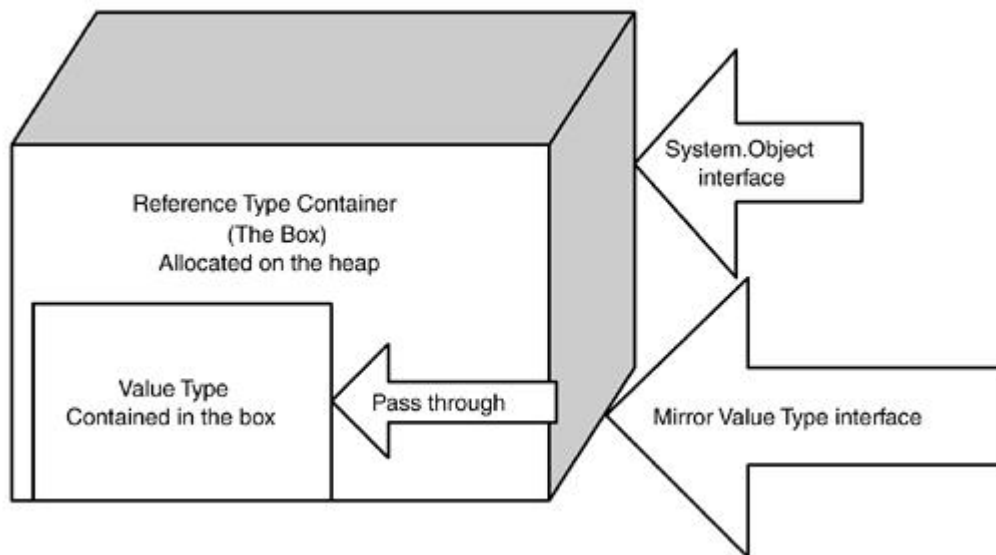 Reference Type Container
(The Box)
Allocated on the heap
System.Object
interface
Value Type
Contained in the box
Pass through
Mirror Value Type interface